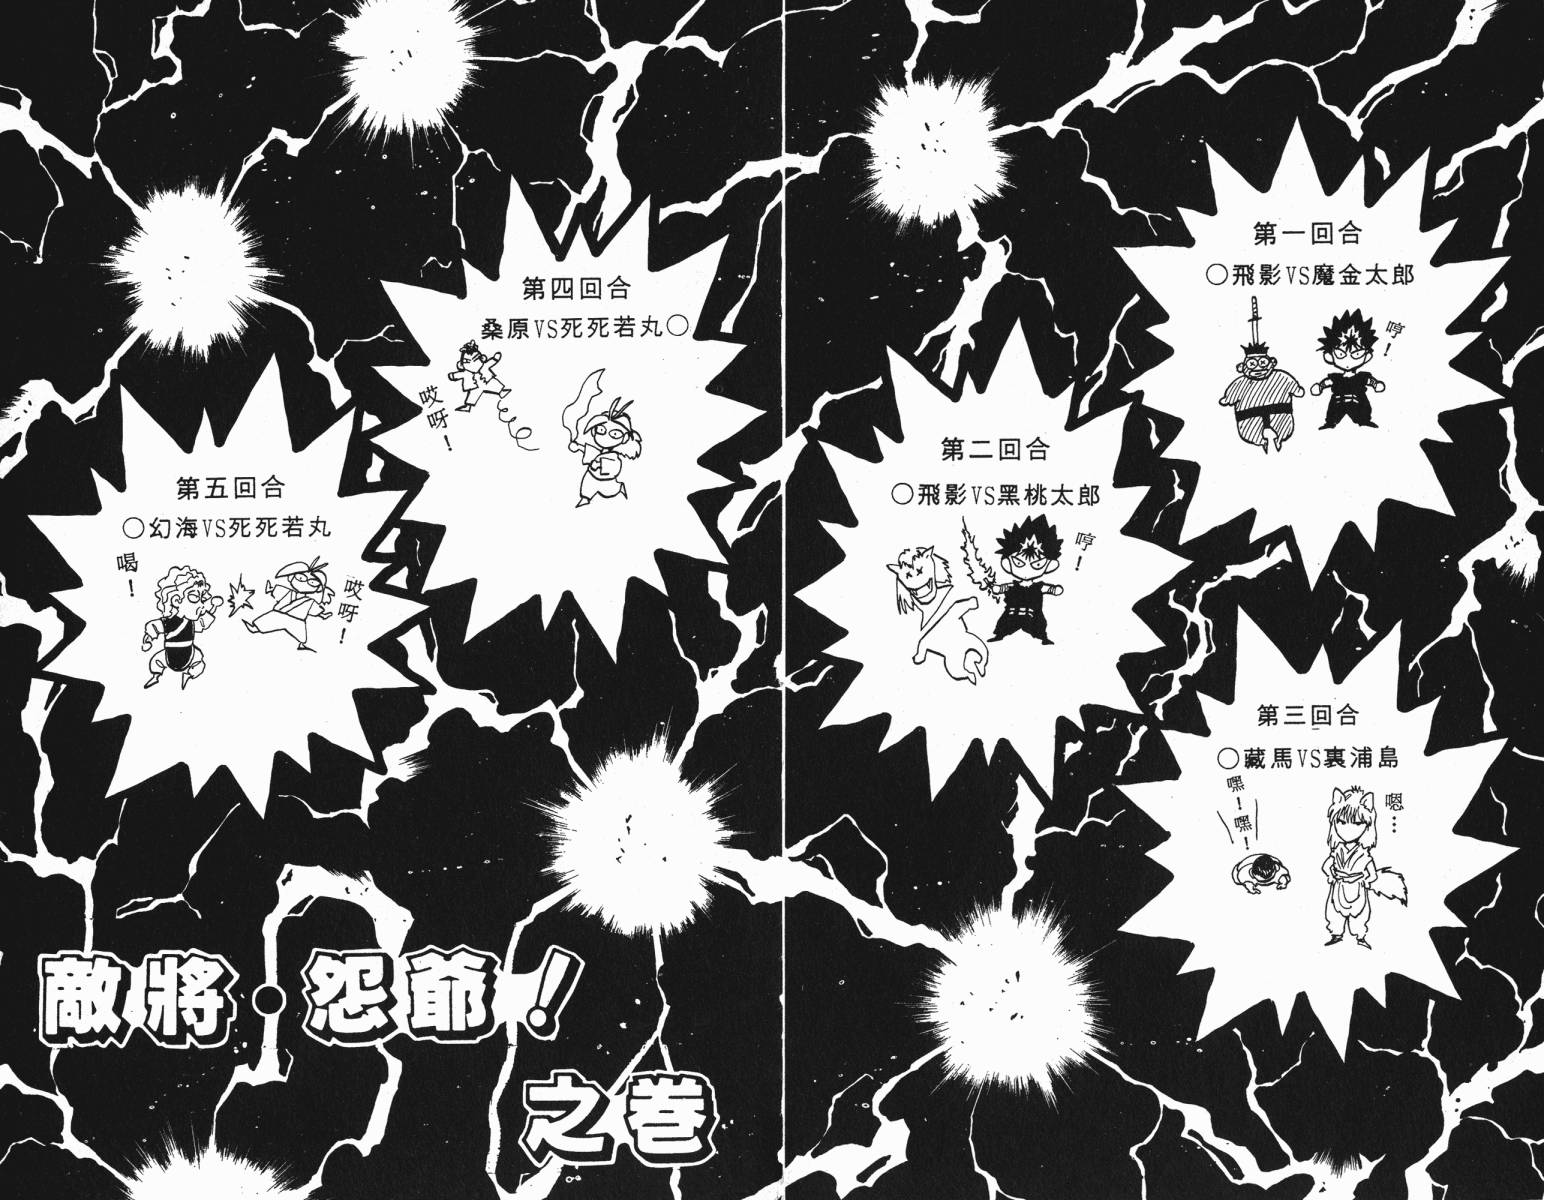 第一回合
○飛影VS魔金太郎
哼！
第二回合
○飛影VS黑桃太郎
哼！
第三回合
○藏馬VS裏浦島
嘿！嘿！
嗯…
第四回合
桑原VS死死若丸○
哎呀！
第五回合
○幻海VS死死若丸
喝！
哎呀！
敵將・怨爺！
之巻